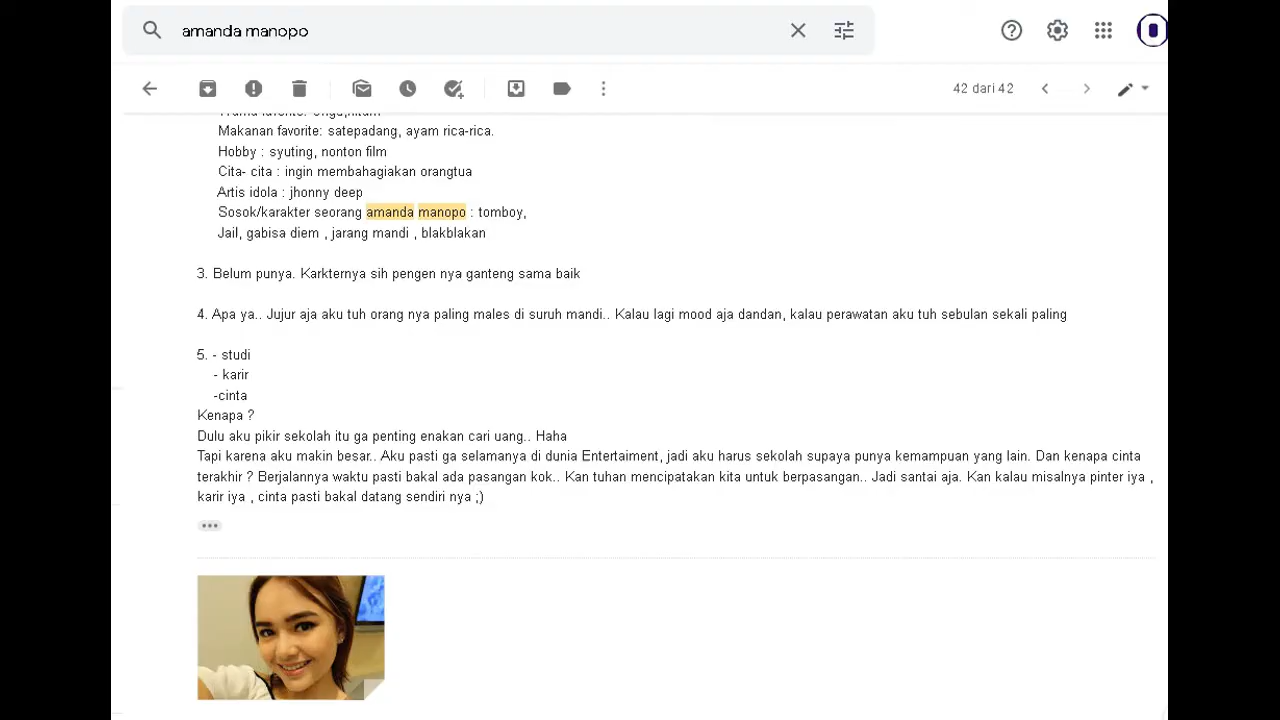 amanda manopo
42 dari 42
Makanan favorite: satepadang, ayam rica-rica.
Hobby : syuting, nonton film
Cita- cita : ingin membahagiakan orangtua
Artis idola : jhonny deep
Sosok/karakter seorang amanda manopo : tomboy,
Jail, gabisa diem , jarang mandi , blakblakan
3. Belum punya. Karkternya sih pengen nya ganteng sama baik
4. Apa ya.. Jujur aja aku tuh orang nya paling males di suruh mandi.. Kalau lagi mood aja dandan, kalau perawatan aku tuh sebulan sekali paling
5. - studi
- karir
-cinta
Kenapa ?
Dulu aku pikir sekolah itu ga penting enakan cari uang.. Haha
Tapi karena aku makin besar.. Aku pasti ga selamanya di dunia Entertaiment, jadi aku harus sekolah supaya punya kemampuan yang lain. Dan kenapa cinta
terakhir ? Berjalannya waktu pasti bakal ada pasangan kok.. Kan tuhan mencipatakan kita untuk berpasangan.. Jadi santai aja. Kan kalau misalnya pinter iya ,
karir iya , cinta pasti bakal datang sendiri nya ;)